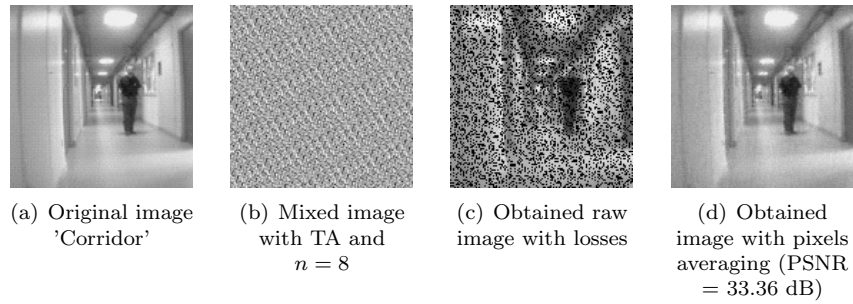 (a) Original image
'Corridor'
(b) Mixed image
with TA and
n = 8
(c) Obtained raw
image with losses
(d) Obtained
image with pixels
averaging (PSNR
= 33.36 dB)